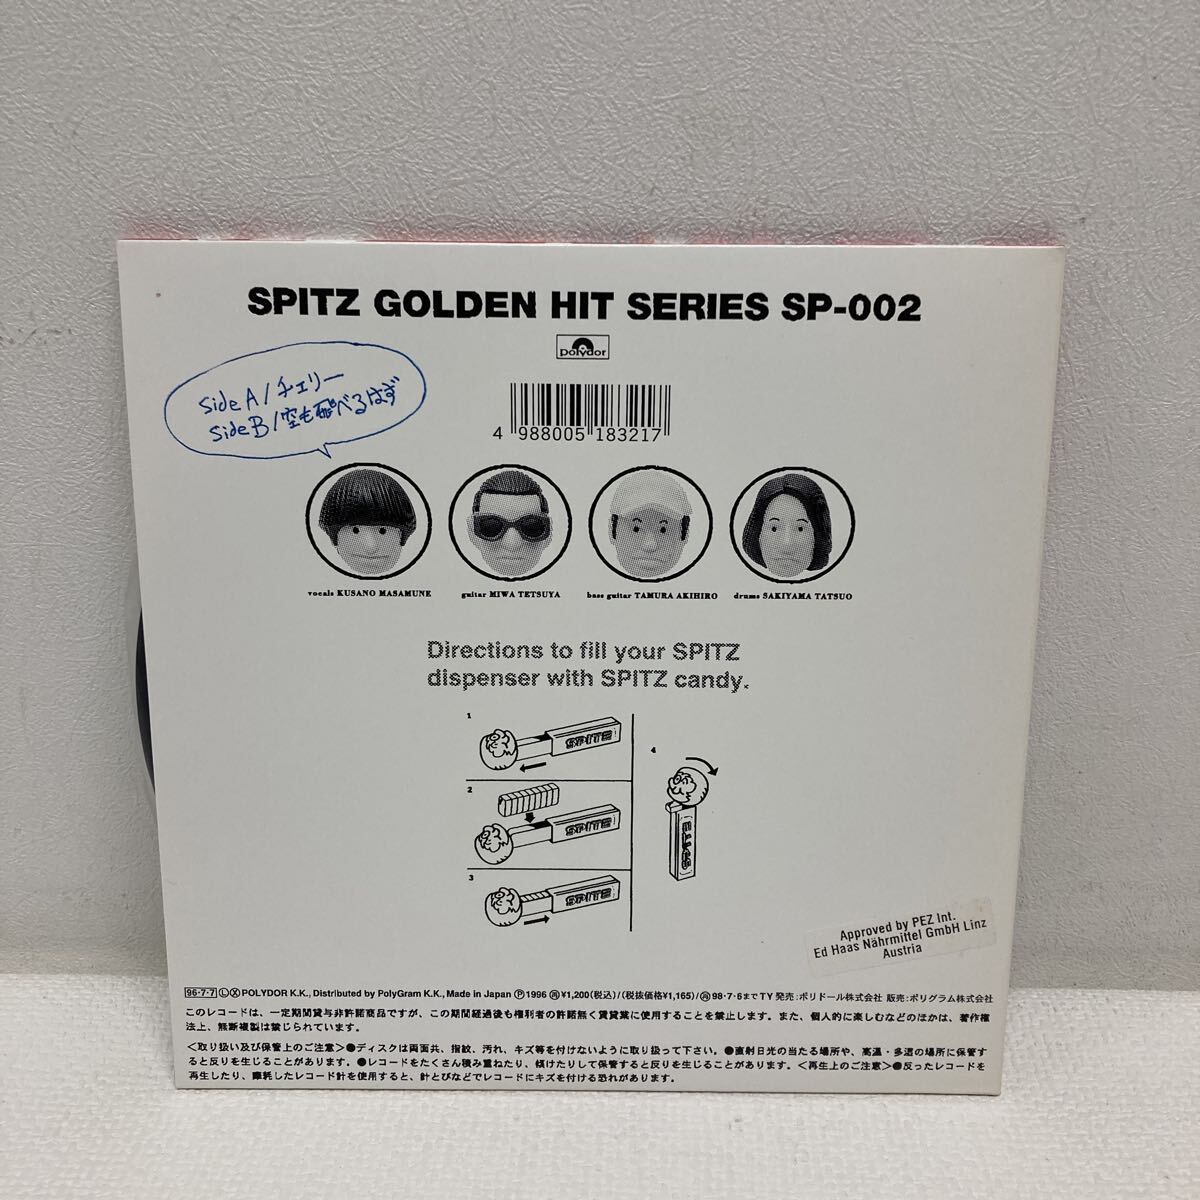 SPITZ GOLDEN HIT SERIES SP-002
Polydor
Side A/チェリー
Side B/空も飛べるはず
4 988005 183217
vocals KUSANO MASAMUNE
guitar MIWA TETSUYA
bass guitar TAMURA AKIHIRO
drums SAKIYAMA TATSUO
Directions to fill your SPITZ
dispenser with SPITZ candy.
1
SPITZ
2
SPITZ
3
SPITZ
4
SPITZ
Approved by PEZ Int.
Ed Haas Nährmittel GmbH Linz
Austria
96・7・7 Ⓛ Ⓧ POLYDOR K.K., Distributed by PolyGram K.K., Made in Japan Ⓟ 1996 ㊄¥1,200(税込)/(税抜価格¥1,165)/㊄98・7・6までTY 発売:ポリドール株式会社 販売:ポリグラム株式会社
このレコードは、一定期間貸与非許諾商品ですが、この期間経過後も権利者の許諾無く賃貸業に使用することを禁止します。また、個人的に楽しむなどのほかは、著作権
法上、無断複製は禁じられています。
<取り扱い及び保管上のご注意>●ディスクは両面共、指紋、汚れ、キズ等を付けないように取り扱って下さい。●直射日光の当たる場所や、高温・多湿の場所に保管す
ると反りを生じることがあります。●レコードをたくさん積み重ねたり、傾けたりして保管すると反りを生じることがあります。<再生上のご注意>●反ったレコードを
再生したり、摩耗したレコード針を使用すると、針とびなどでレコードにキズを付ける恐れがあります。